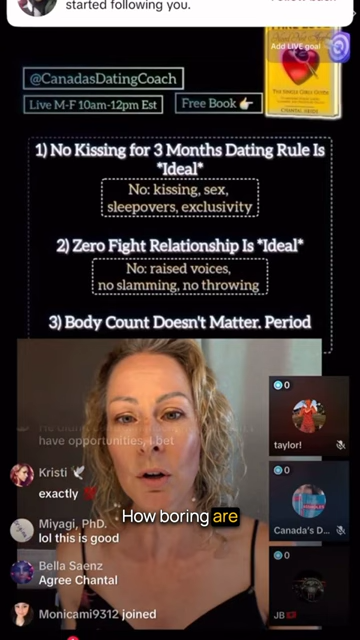 started following you.
Add LIVE goal
@CanadasDatingCoach
Live M-F 10am-12pm Est
Free Book 👉🏻
1) No Kissing for 3 Months Dating Rule Is
*Ideal*
No: kissing, sex,
sleepovers, exclusivity
2) Zero Fight Relationship Is *Ideal*
No: raised voices,
no slamming, no throwing
3) Body Count Doesn't Matter. Period
have opportunities, I bet
Kristi 🕊
exactly
Miyagi, PhD.
lol this is good
Bella Saenz
Agree Chantal
Monicami9312 joined
How boring are
0
taylor!
0
Canada's D...
0
JB